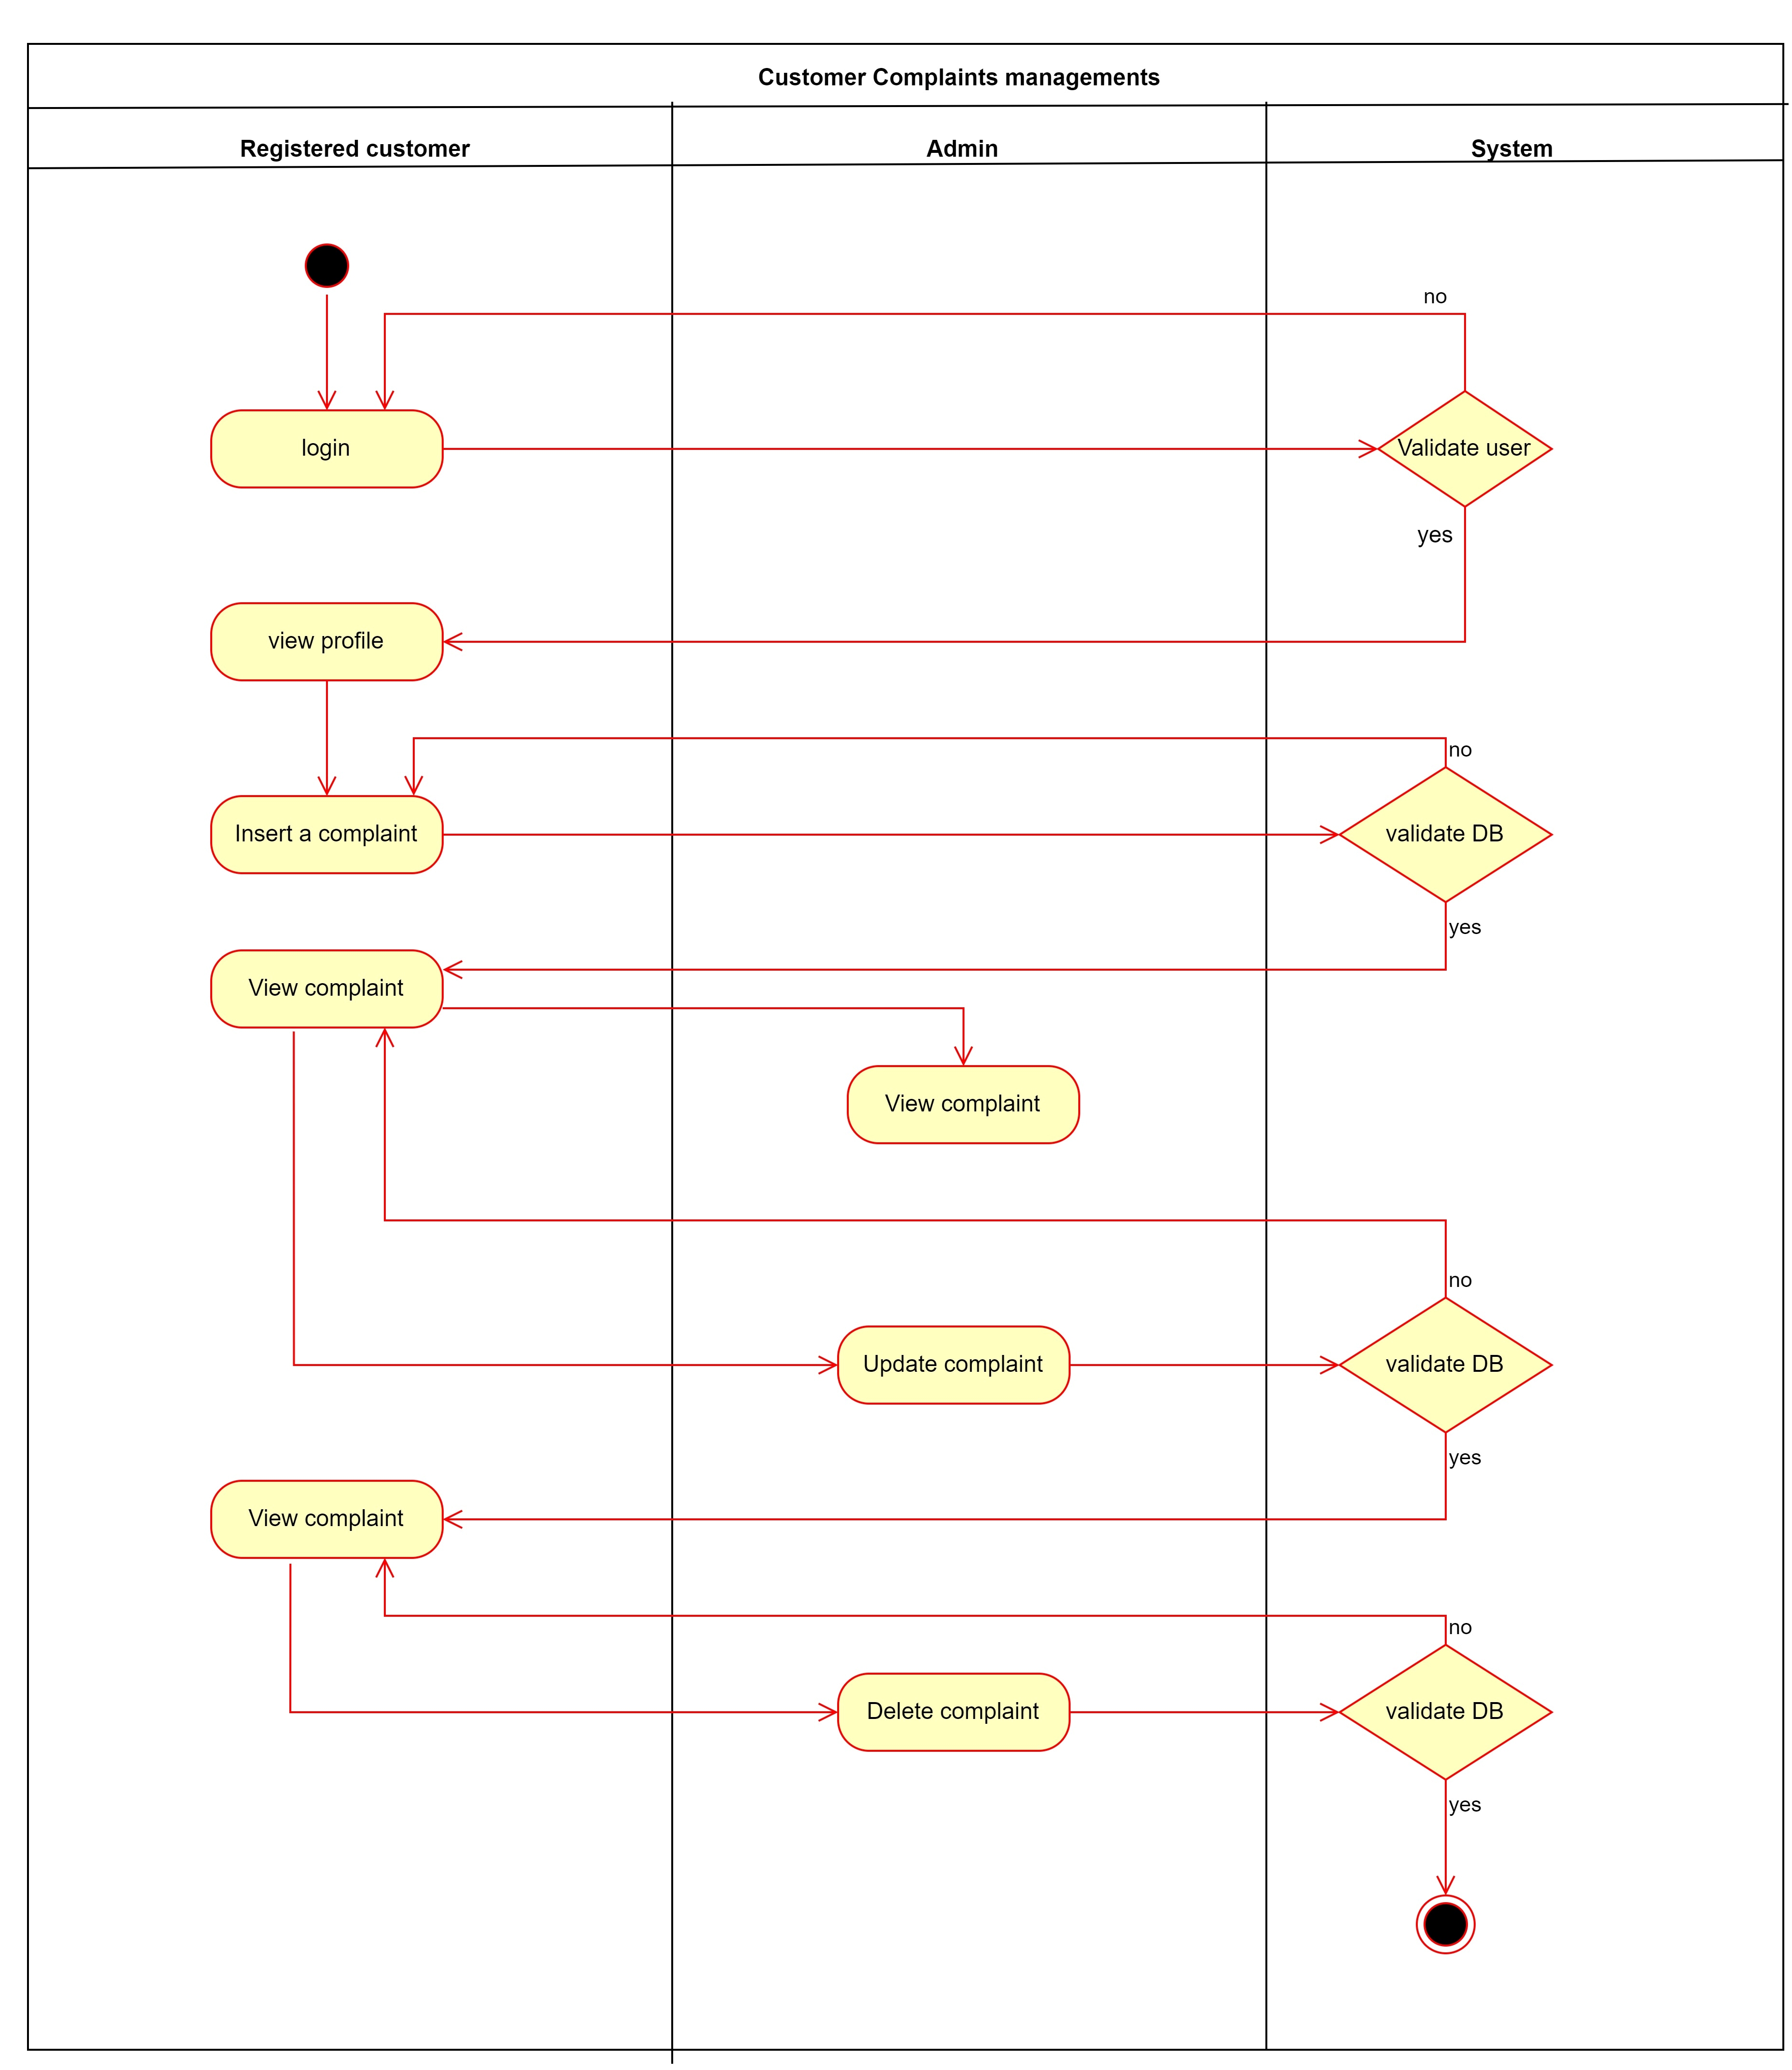 Customer Complaints managements
Registered customer
Admin
System
no
login
Validate user
yes
view profile
no
Insert a complaint
validate DB
yes
View complaint
View complaint
no
Update complaint
validate DB
yes
View complaint
no
Delete complaint
validate DB
yes